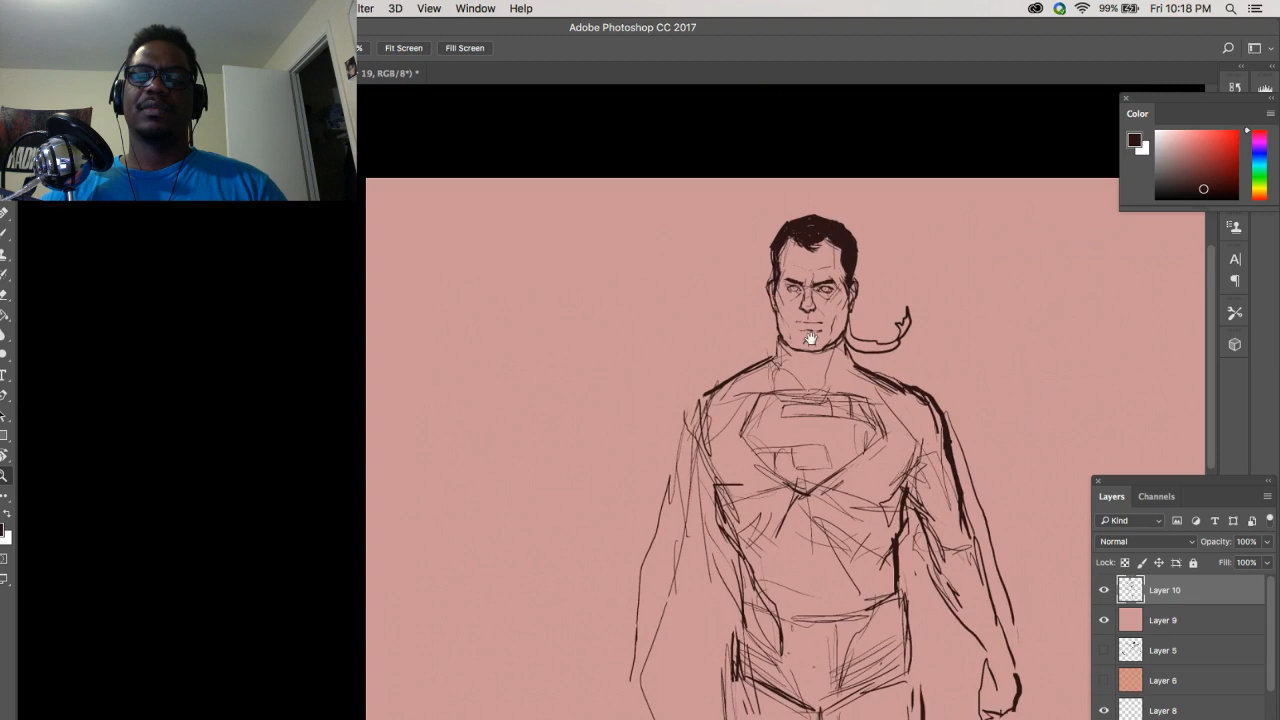 lter 3D View Window Help 99% Fri 10:18 PM
Adobe Photoshop CC 2017
% Fit Screen Fill Screen
19, RGB/8*) *
Color
Layers Channels
Kind
Normal Opacity: 100%
Lock: Fill: 100%
Layer 10
Layer 9
Layer 5
Layer 6
Layer 8